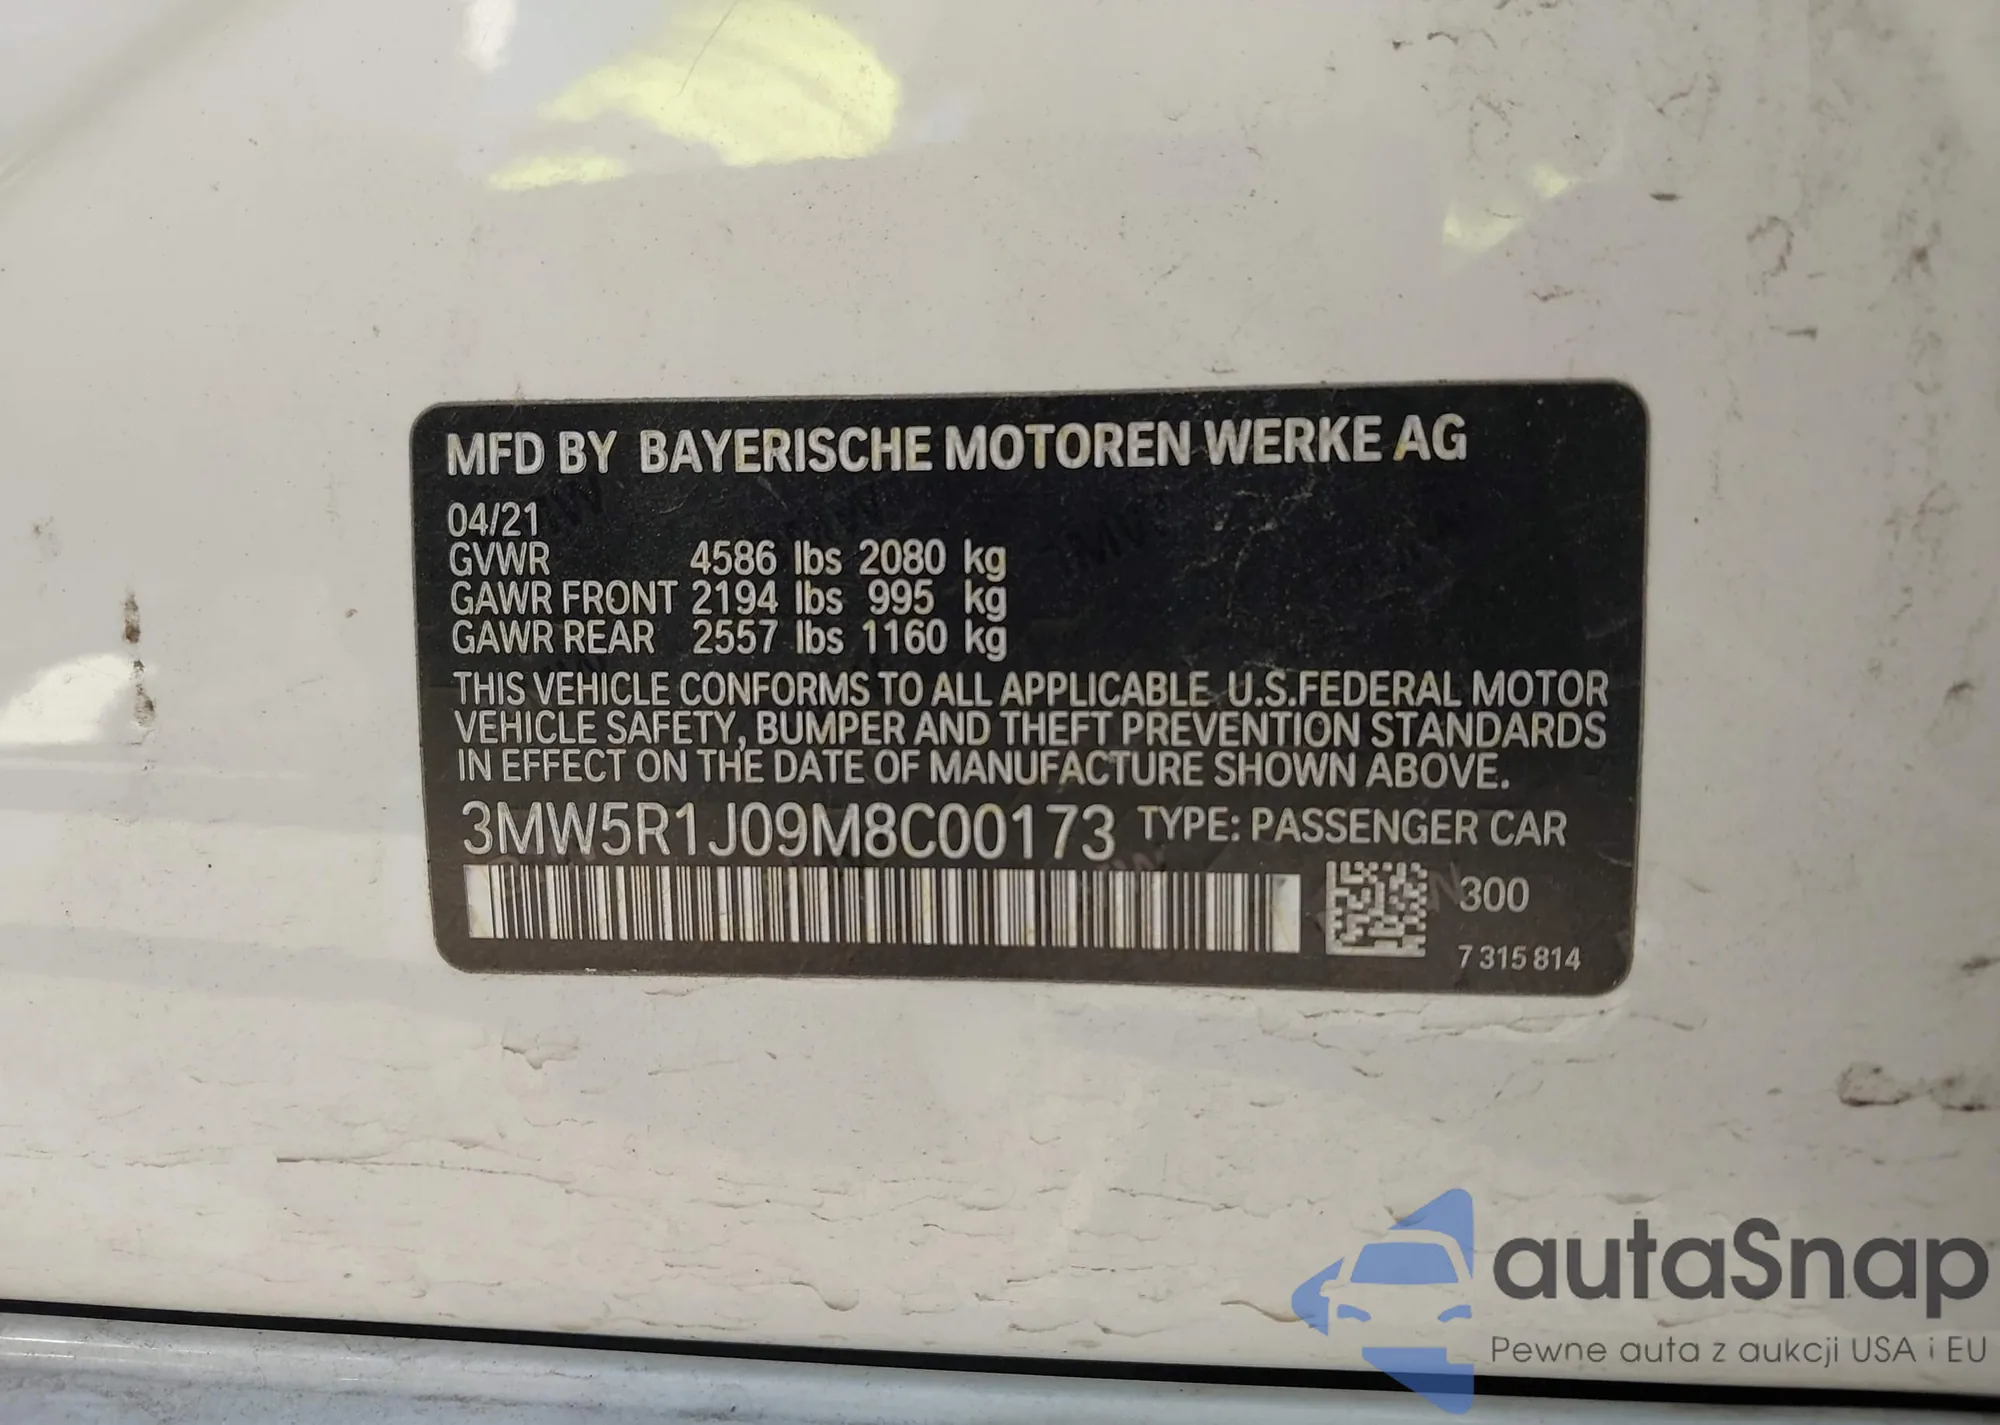 MFD BY BAYERISCHE MOTOREN WERKE AG
04/21
GVWR 4586 lbs 2080 kg
GAWR FRONT 2194 lbs 995 kg
GAWR REAR 2557 lbs 1160 kg
THIS VEHICLE CONFORMS TO ALL APPLICABLE U.S.FEDERAL MOTOR
VEHICLE SAFETY, BUMPER AND THEFT PREVENTION STANDARDS
IN EFFECT ON THE DATE OF MANUFACTURE SHOWN ABOVE.
3MW5R1J09M8C00173 TYPE: PASSENGER CAR
300
7 315 814
autaSnap
Pewne auta z aukcji USA i EU